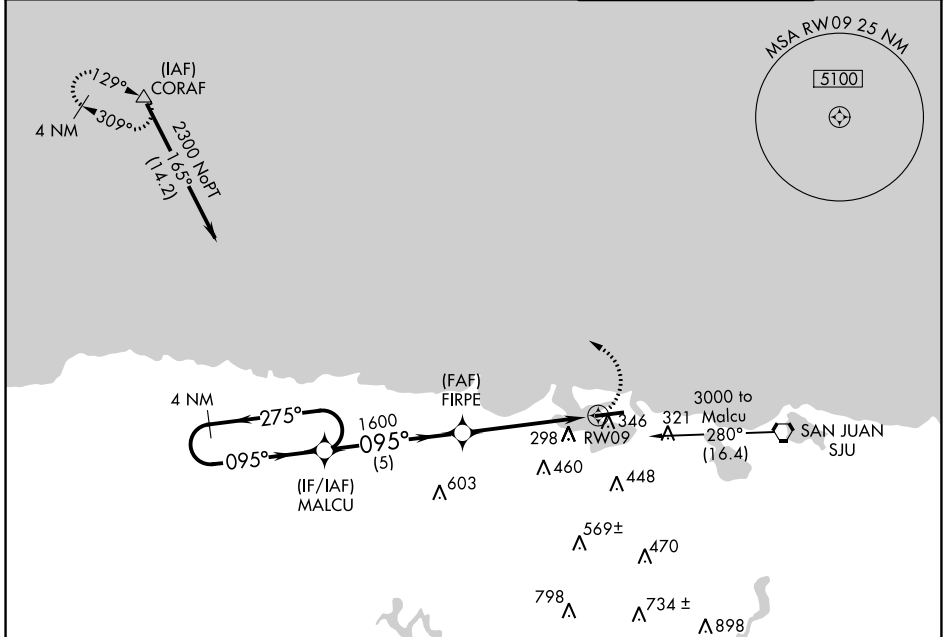 MSA RW09 25 NM
5100
(IAF)
CORAF
129°
309°
4 NM
2300 NoPT
165°
(14.2)
(FAF)
FIRPE
4 NM
275°
095°
1600
095°
(5)
(IF/IAF)
MALCU
3000 to
Malcu
280°
(16.4)
SAN JUAN
SJU
346
321
298
RW09
460
448
603
569±
470
798
734 ±
898